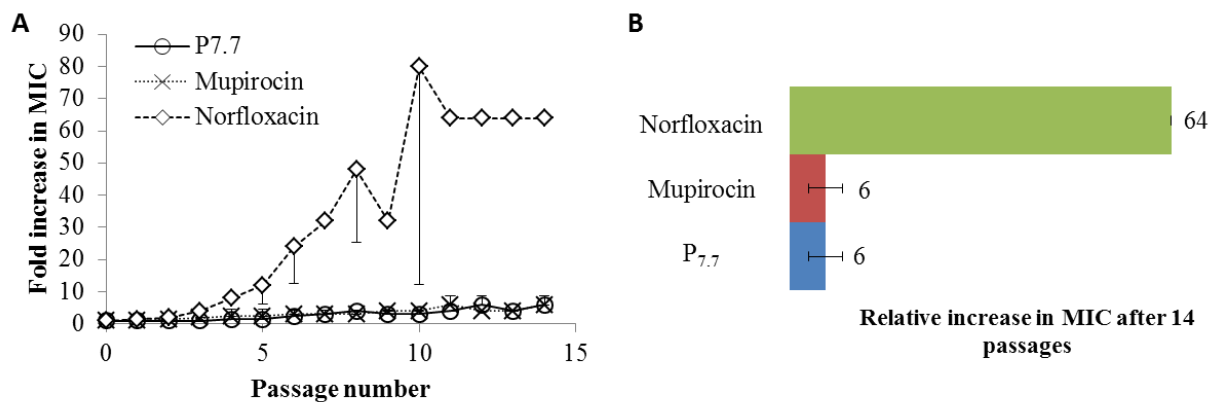 A
90
80
70
60
50
40
30
20
10
0
Fold increase in MIC
P7.7
Mupirocin
Norfloxacin
0 5 10 15
Passage number
B
Norfloxacin 64
Mupirocin 6
P7.7 6
Relative increase in MIC after 14
passages